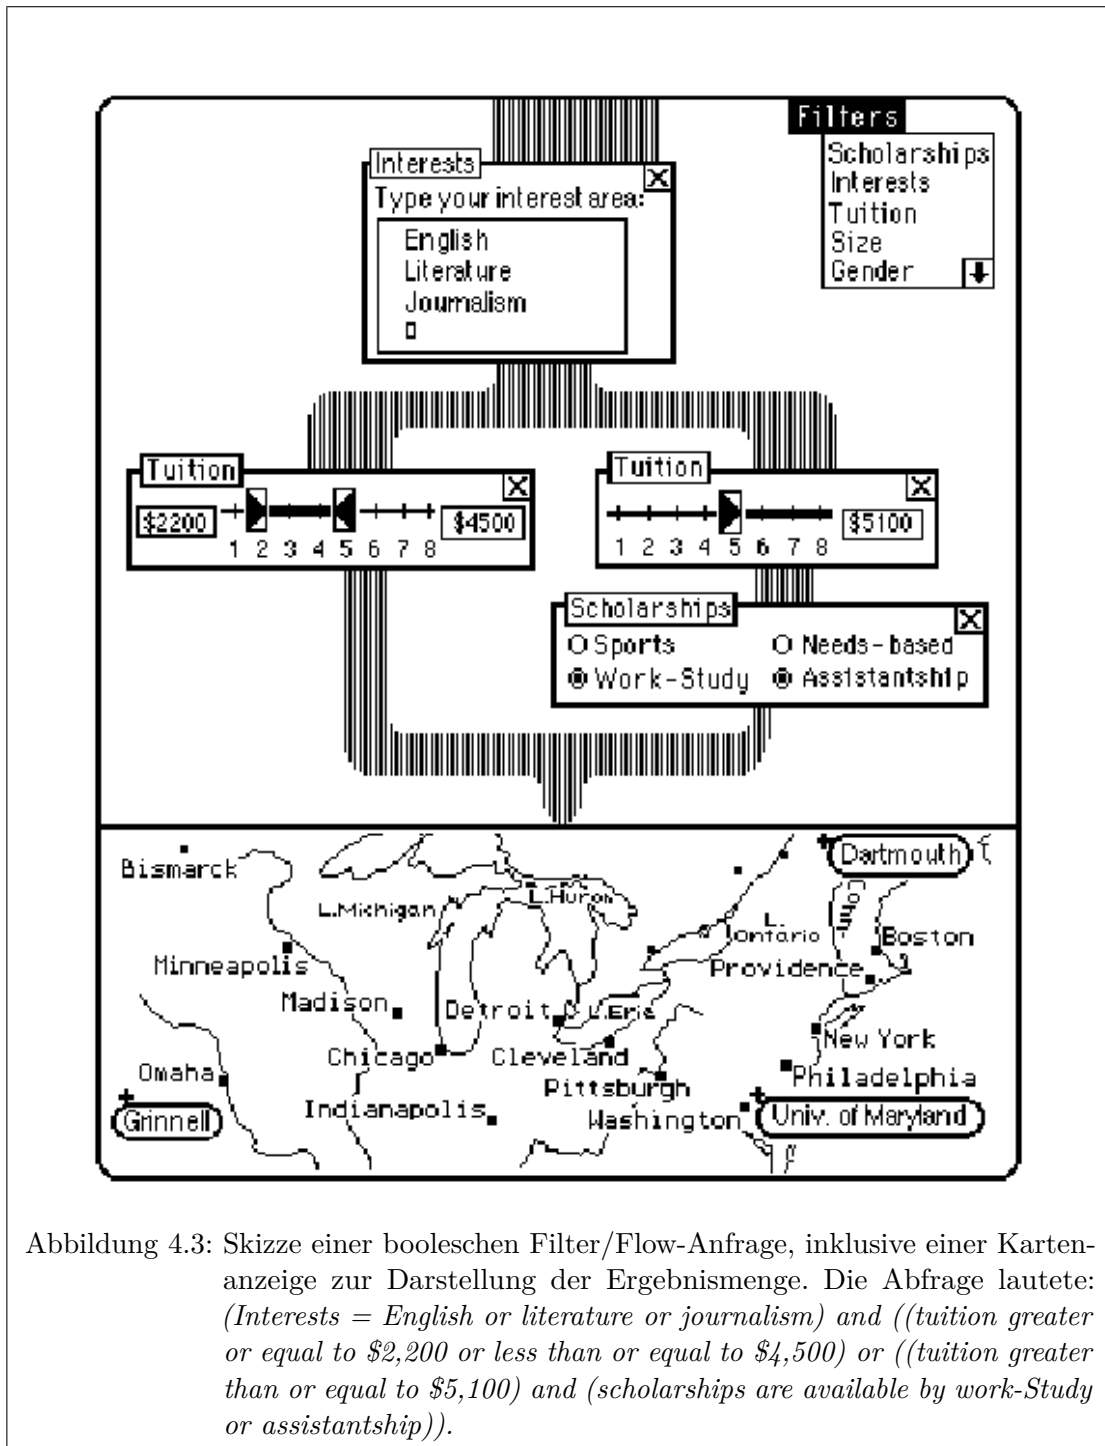 Filters
Scholarships
Interests
Tuition
Size
Gender
Interests
Type your interest area:
English
Literature
Journalism
Tuition
$2200
$4500
1 2 3 4 5 6 7 8
Tuition
$5100
1 2 3 4 5 6 7 8
Scholarships
Sports
Needs-based
Work-Study
Assistantship
Bismarck
Dartmouth
L.Michigan
L.Huron
Conn
L.
Ontario
Boston
Minneapolis
Providence
Madison
Detroit
L.Erie
New York
Chicago
Cleveland
Omaha
Pittsburgh
Philadelphia
Grinnell
Indianapolis
Washington
Univ. of Maryland
Abbildung 4.3: Skizze einer booleschen Filter/Flow-Anfrage, inklusive einer Karten-
anzeige zur Darstellung der Ergebnismenge. Die Abfrage lautete:
(Interests = English or literature or journalism) and ((tuition greater
or equal to $2,200 or less than or equal to $4,500) or ((tuition greater
than or equal to $5,100) and (scholarships are available by work-Study
or assistantship)).